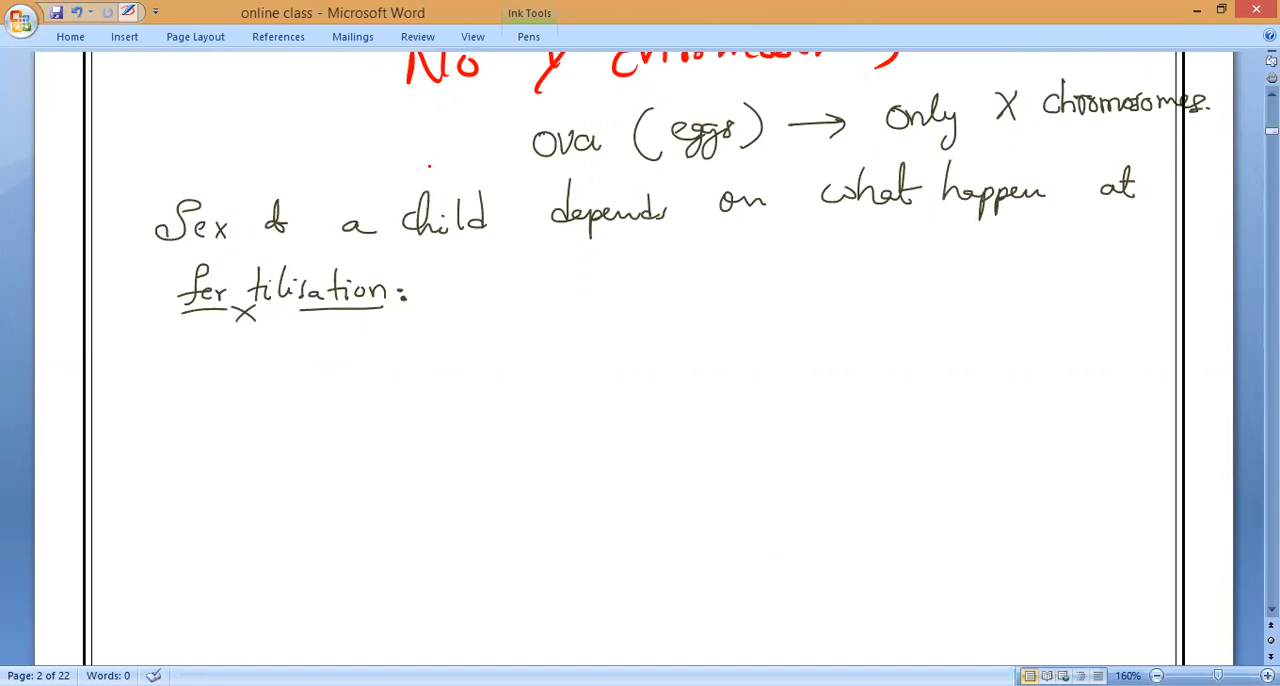 online class - Microsoft Word
Ink Tools
Home Insert Page Layout References Mailings Review View Pens
No y
ova (eggs) → only X chromosomes.
Sex of a child depends on what happen at
fertilisation:
x
Page: 2 of 22 Words: 0 160%